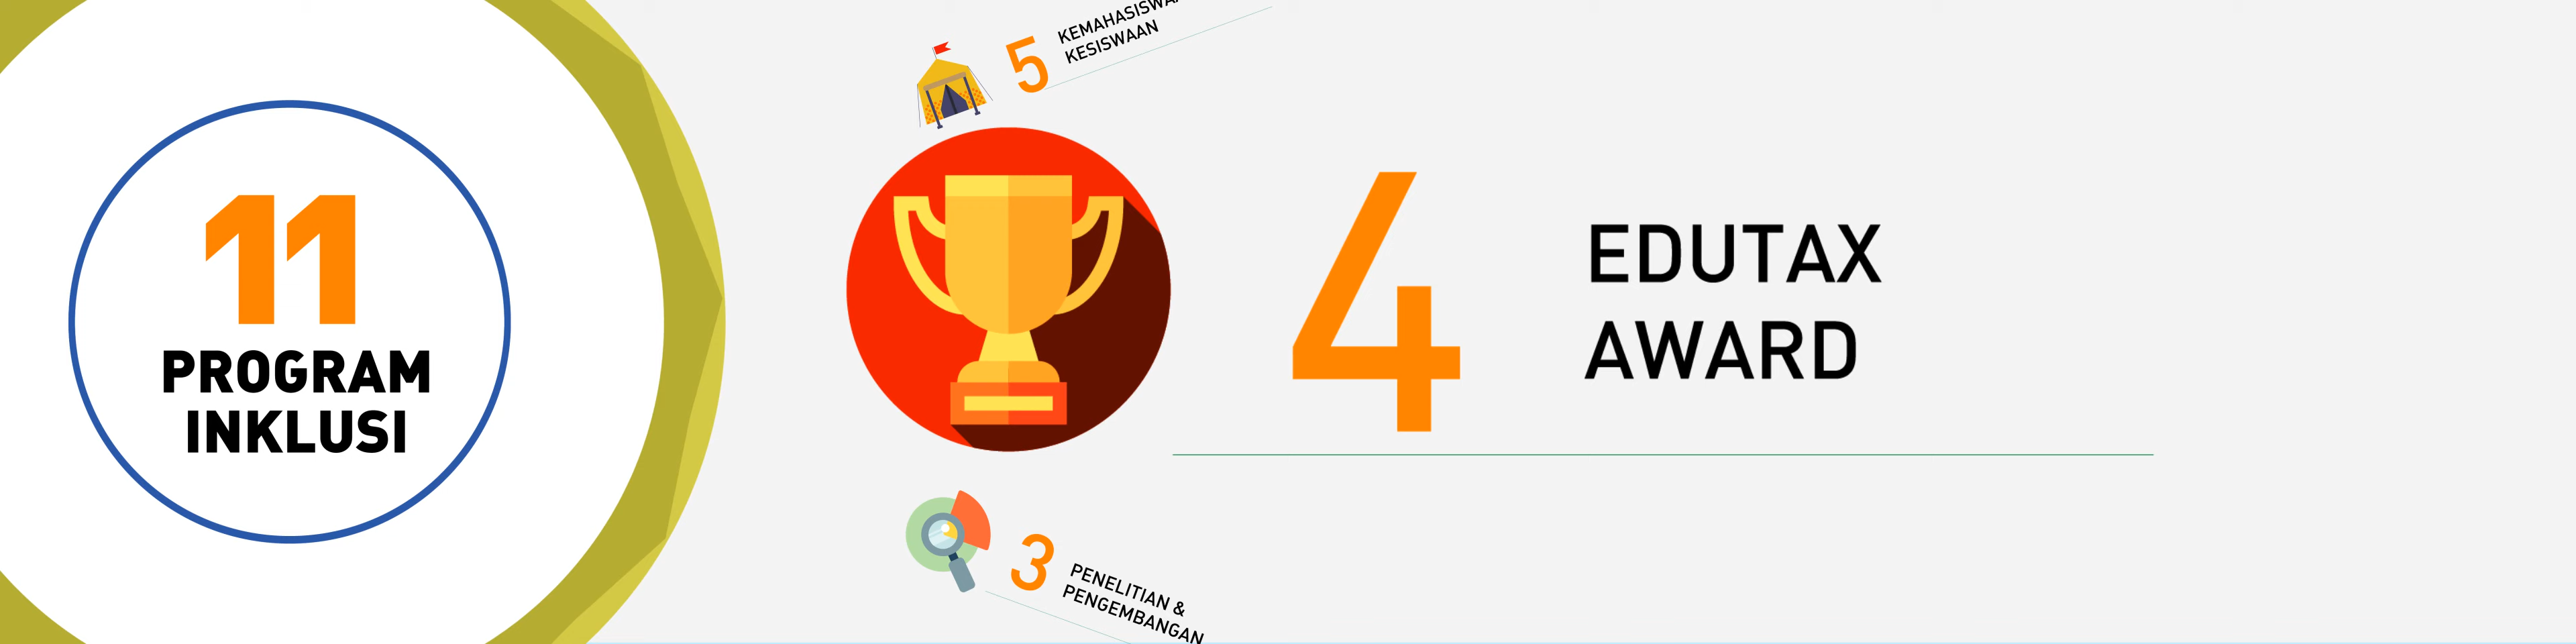 11
PROGRAM
INKLUSI
5
KESISWAAN
4
EDUTAX
AWARD
3
PENELITIAN &
PENGEMBANGAN